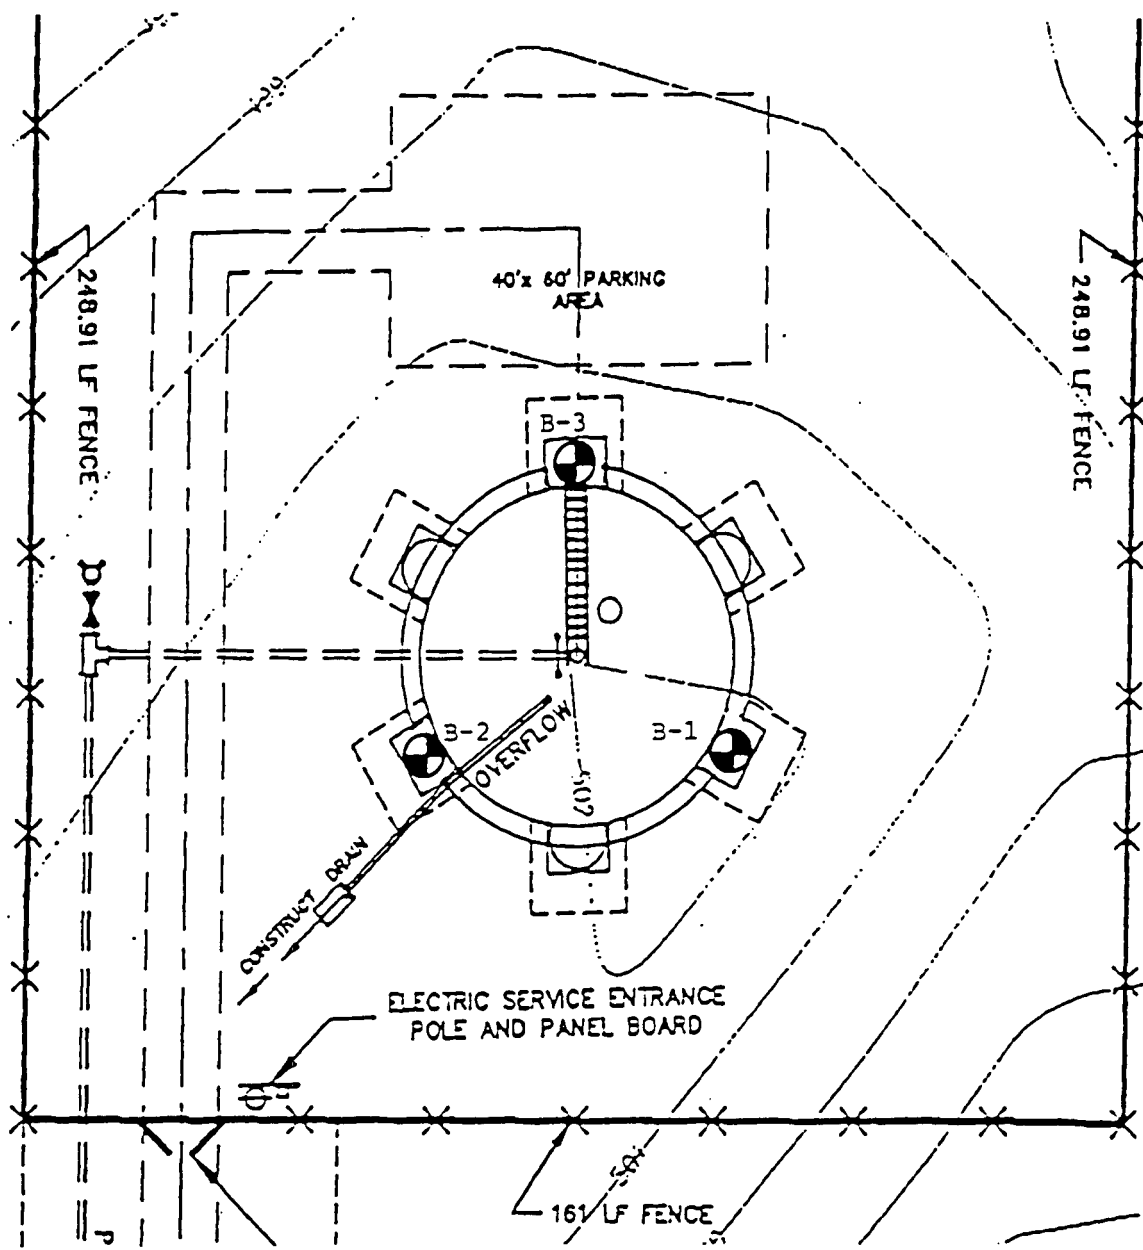 40'x 60' PARKING
AREA
248.91 LF FENCE
248.91 LF FENCE
B-3
B-2
B-1
OVERFLOW
502
CONSTRUCT DRAIN
ELECTRIC SERVICE ENTRANCE
POLE AND PANEL BOARD
161 LF FENCE
P